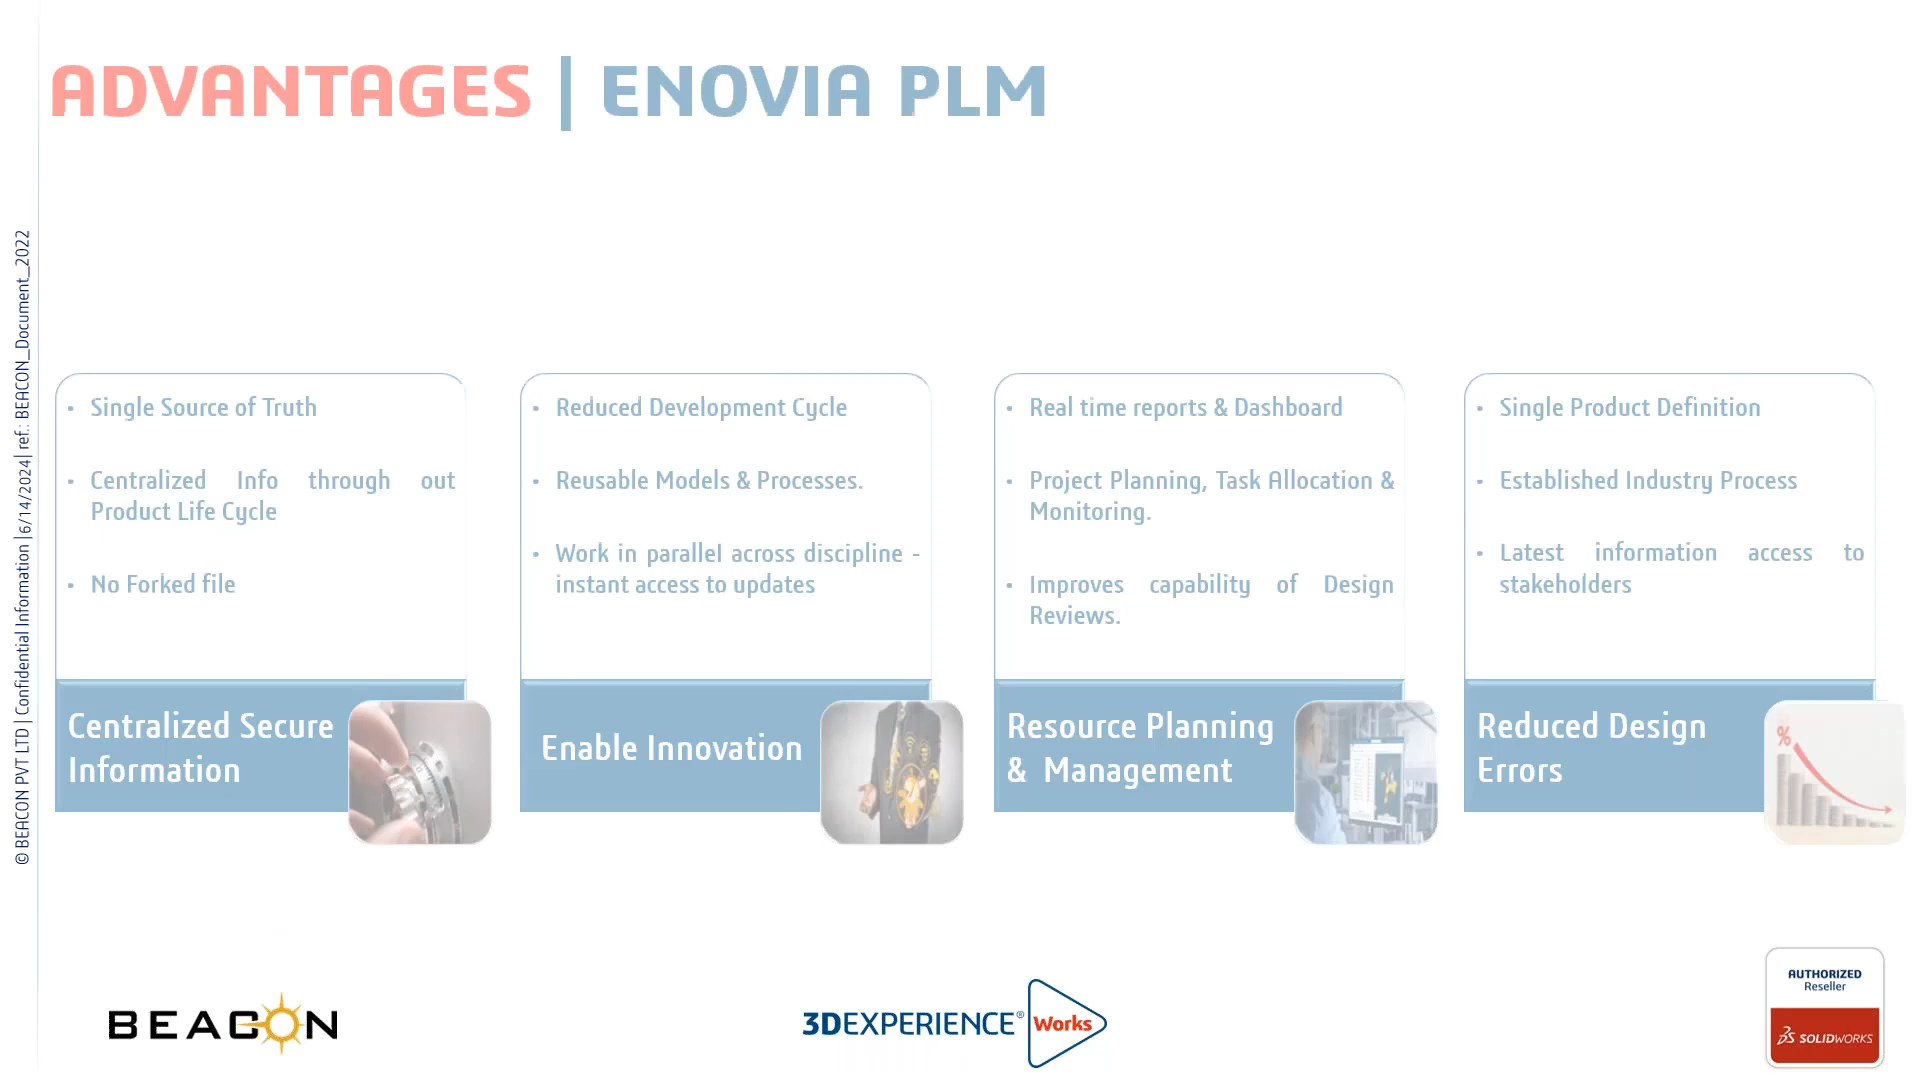 ADVANTAGES | ENOVIA PLM
© BEACON PVT LTD | Confidential Information | 6/14/2024 | ref.: BEACON_Document_2022
• Single Source of Truth
• Centralized Info through out
Product Life Cycle
• No Forked file
Centralized Secure
Information
• Reduced Development Cycle
• Reusable Models & Processes.
• Work in parallel across discipline -
instant access to updates
Enable Innovation
• Real time reports & Dashboard
• Project Planning, Task Allocation &
Monitoring.
• Improves capability of Design
Reviews.
Resource Planning
& Management
• Single Product Definition
• Established Industry Process
• Latest information access to
stakeholders
Reduced Design
Errors
%
BEACON
3DEXPERIENCE® Works
AUTHORIZED
Reseller
3DS SOLIDWORKS